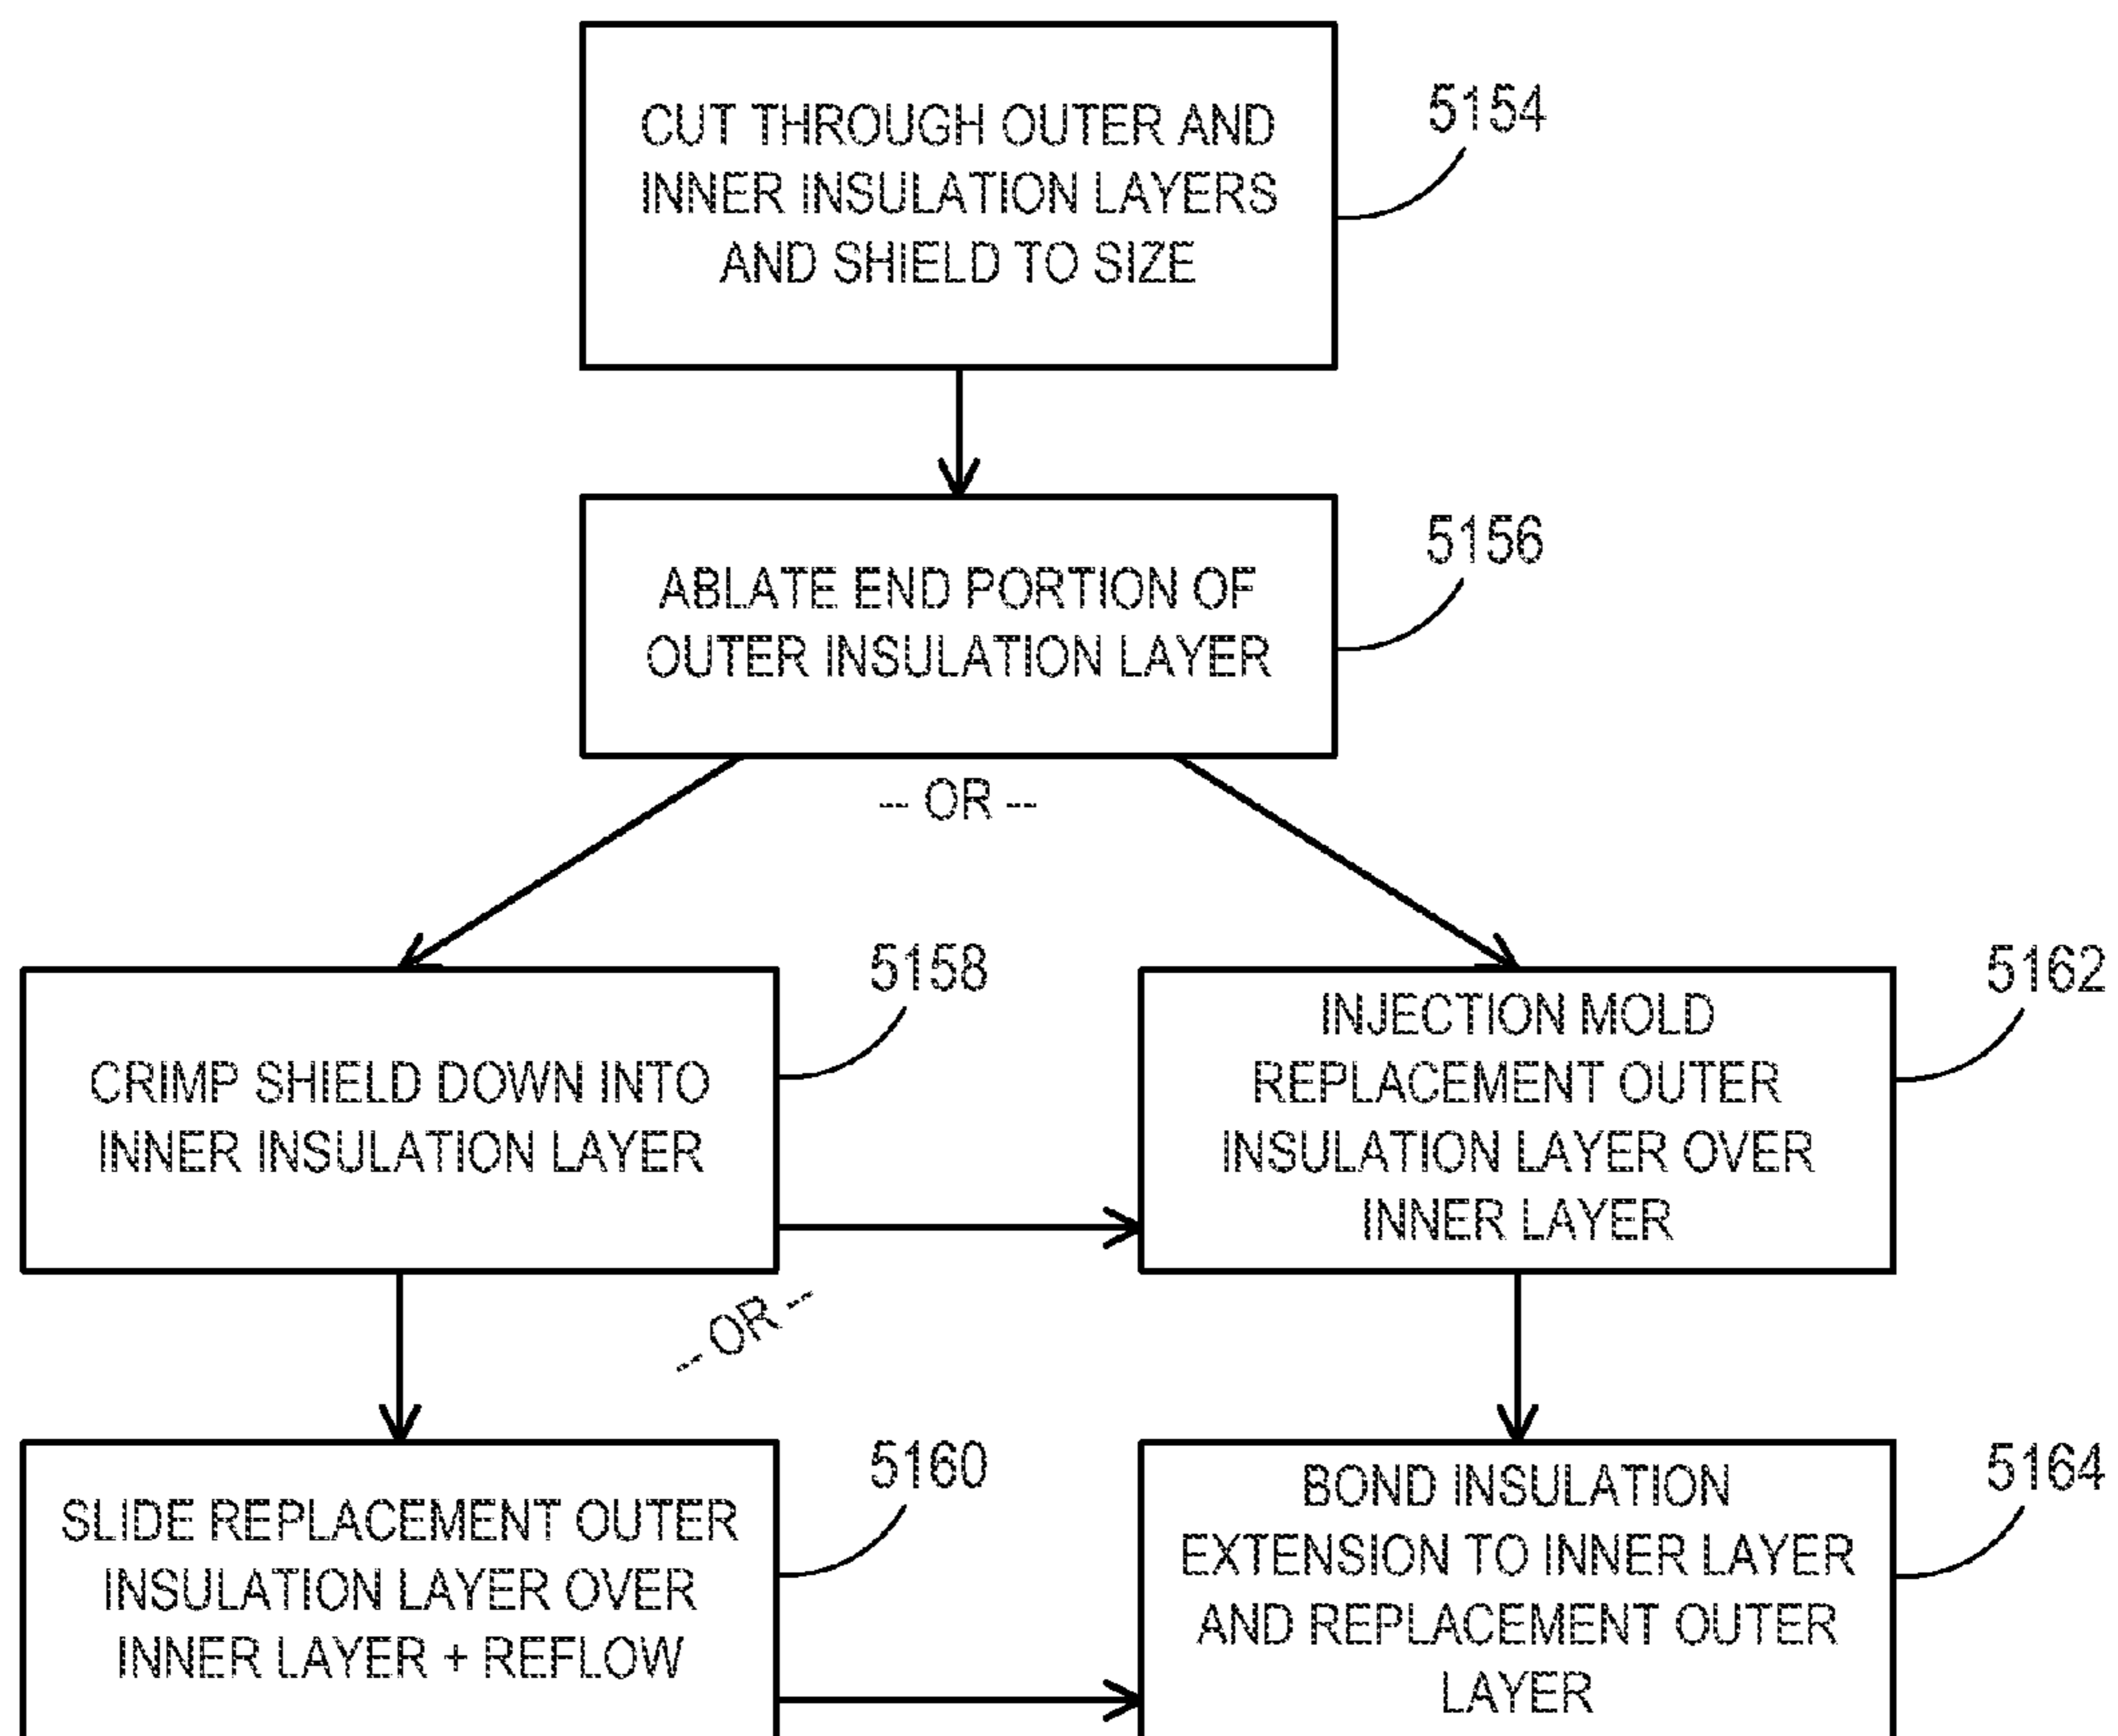 CUT THROUGH OUTER AND
INNER INSULATION LAYERS
AND SHIELD TO SIZE
5154
ABLATE END PORTION OF
OUTER INSULATION LAYER
5156
-- OR --
CRIMP SHIELD DOWN INTO
INNER INSULATION LAYER
5158
INJECTION MOLD
REPLACEMENT OUTER
INSULATION LAYER OVER
INNER LAYER
5162
-- OR --
SLIDE REPLACEMENT OUTER
INSULATION LAYER OVER
INNER LAYER + REFLOW
5160
BOND INSULATION
EXTENSION TO INNER LAYER
AND REPLACEMENT OUTER
LAYER
5164